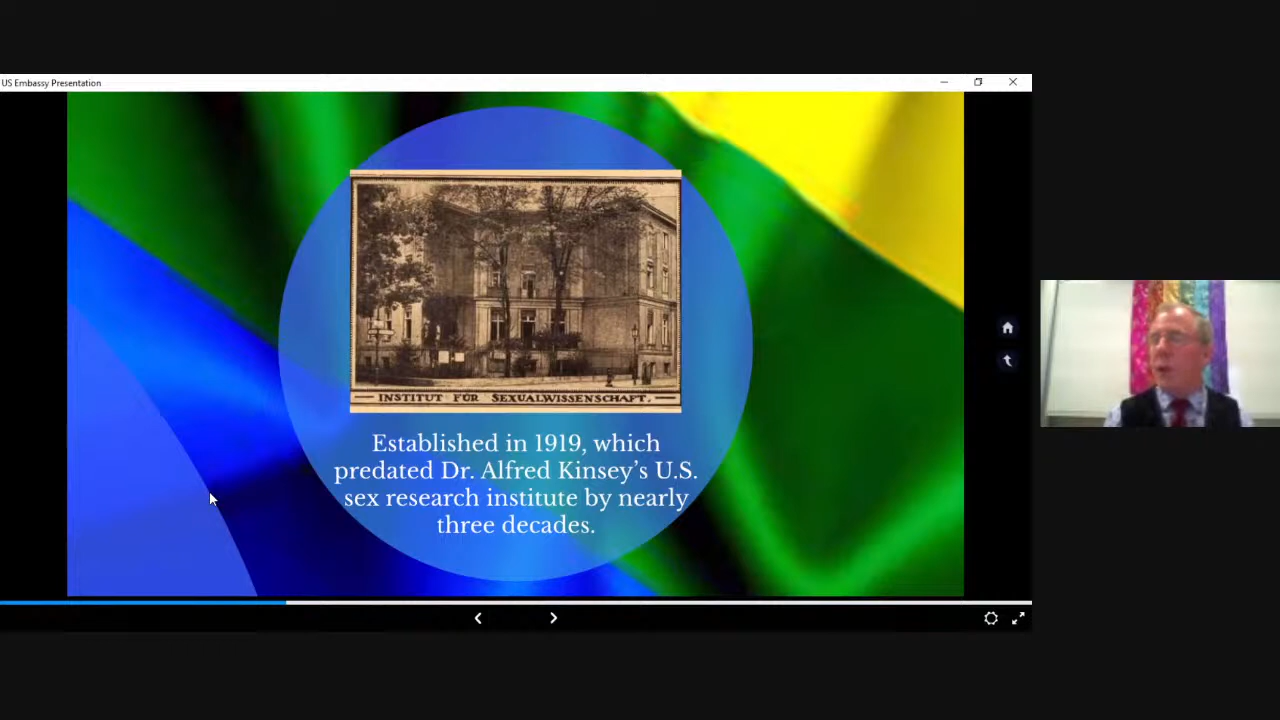 US Embassy Presentation
INSTITUT FÜR SEXUALWISSENSCHAFT.
Established in 1919, which
predated Dr. Alfred Kinsey’s U.S.
sex research institute by nearly
three decades.